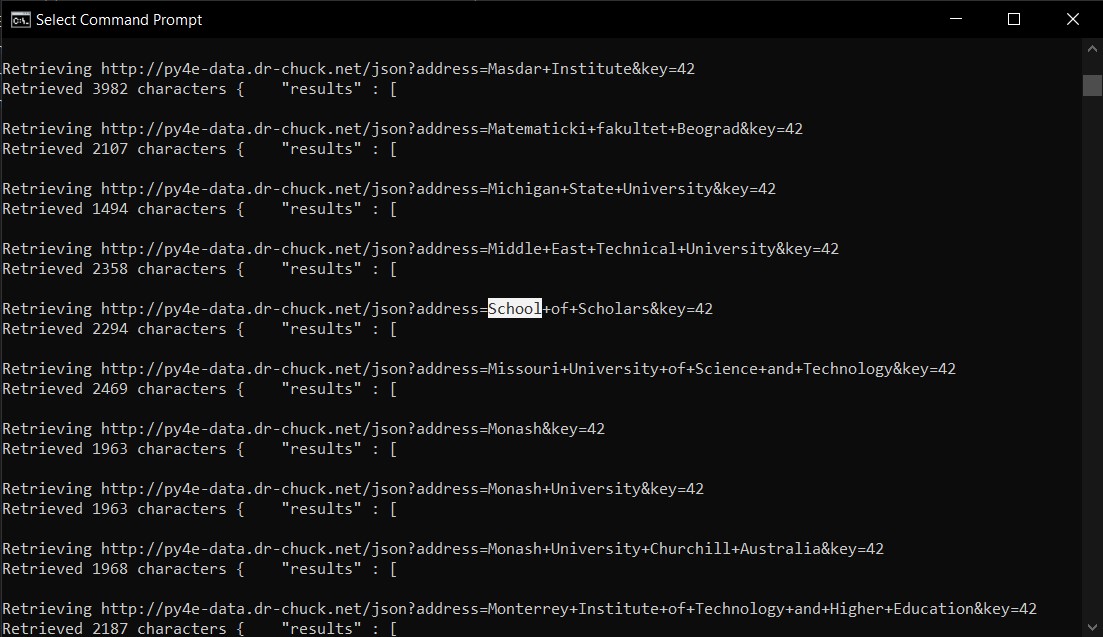 Select Command Prompt
Retrieving http://py4e-data.dr-chuck.net/json?address=Masdar+Institute&key=42
Retrieved 3982 characters {    "results" : [
Retrieving http://py4e-data.dr-chuck.net/json?address=Matematicki+fakultet+Beograd&key=42
Retrieved 2107 characters {    "results" : [
Retrieving http://py4e-data.dr-chuck.net/json?address=Michigan+State+University&key=42
Retrieved 1494 characters {    "results" : [
Retrieving http://py4e-data.dr-chuck.net/json?address=Middle+East+Technical+University&key=42
Retrieved 2358 characters {    "results" : [
Retrieving http://py4e-data.dr-chuck.net/json?address=School+of+Scholars&key=42
Retrieved 2294 characters {    "results" : [
Retrieving http://py4e-data.dr-chuck.net/json?address=Missouri+University+of+Science+and+Technology&key=42
Retrieved 2469 characters {    "results" : [
Retrieving http://py4e-data.dr-chuck.net/json?address=Monash&key=42
Retrieved 1963 characters {    "results" : [
Retrieving http://py4e-data.dr-chuck.net/json?address=Monash+University&key=42
Retrieved 1963 characters {    "results" : [
Retrieving http://py4e-data.dr-chuck.net/json?address=Monash+University+Churchill+Australia&key=42
Retrieved 1968 characters {    "results" : [
Retrieving http://py4e-data.dr-chuck.net/json?address=Monterrey+Institute+of+Technology+and+Higher+Education&key=42
Retrieved 2187 characters {    "results" : [